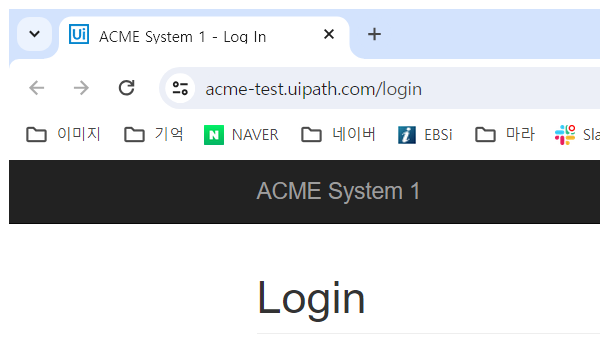 Ui ACME System 1 - Log In
acme-test.uipath.com/login
이미지 기억 N NAVER 네이버 i EBSi 마라 Sla
ACME System 1
Login